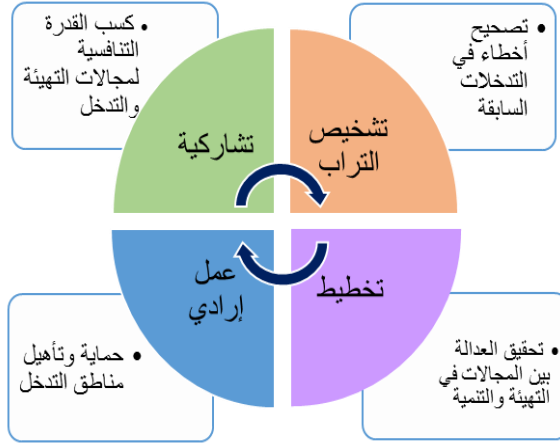 • تصحيح
أخطاء في
التدخلات
السابقة
• كسب القدرة
التنافسية
لمجالات التهيئة
والتدخل
تشخيص
التراب
تشاركية
تخطيط
عمل
إرادي
• تحقيق العدالة
بين المجالات في
التهيئة والتنمية
• حماية وتأهيل
مناطق التدخل